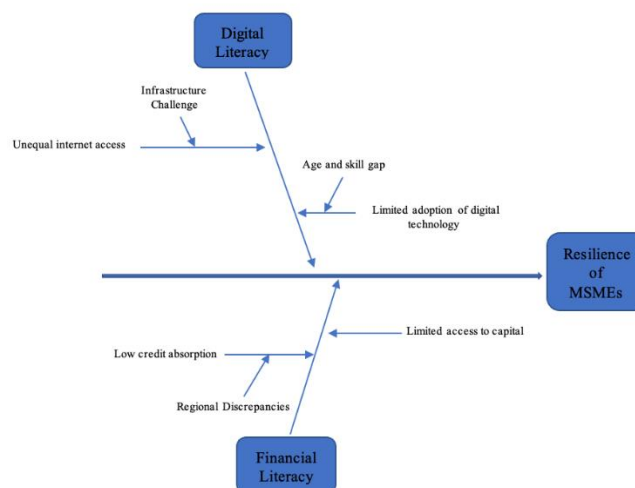 Digital
Literacy
Infrastructure
Challenge
Unequal internet access
Age and skill gap
Limited adoption of digital
technology
Resilience
of
MSMEs
Limited access to capital
Low credit absorption
Regional Discrepancies
Financial
Literacy